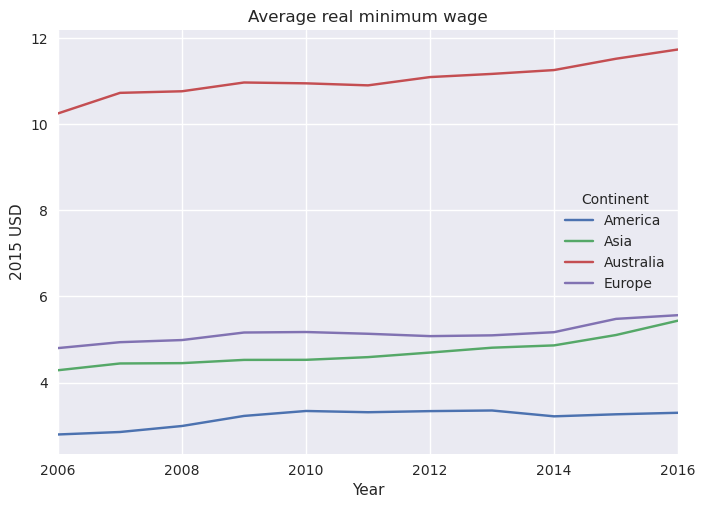 Average real minimum wage
12
10
8
6
4
2015 USD
Continent
America
Asia
Australia
Europe
2006 2008 2010 2012 2014 2016
Year